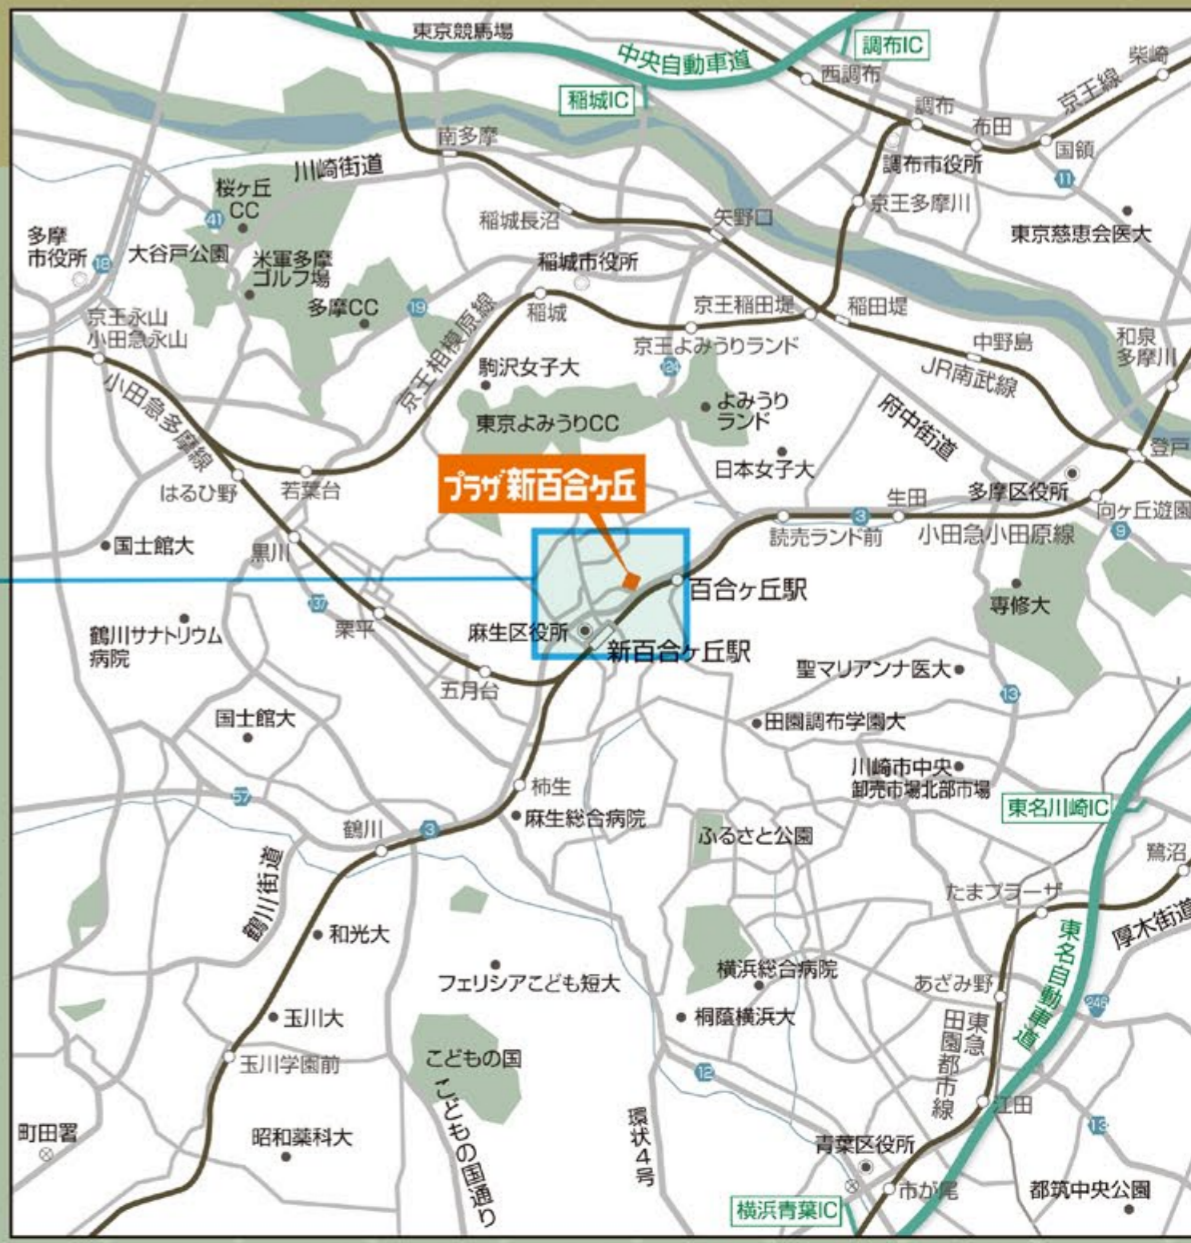 東京競馬場
中央自動車道
調布IC
柴崎
西調布
京王線
稲城IC
調布
布田
国領
南多摩
調布市役所
川崎街道
11
桜ヶ丘
CC
京王多摩川
41
稲城長沼
矢野口
東京慈恵会医大
多摩
市役所
18
大谷戸公園
米軍多摩
ゴルフ場
稲城市役所
多摩CC
19
京王相模原線
稲城
京王稲田堤
稲田堤
京王永山
小田急永山
京王よみうりランド
中野島
和泉
多摩川
駒沢女子大
124
JR南武線
小田急多摩線
東京よみうりCC
よみうり
ランド
府中街道
登戸
日本女子大
はるひ野
若葉台
プラザ新百合ヶ丘
生田
多摩区役所
向ヶ丘遊園
3
読売ランド前
小田急小田原線
9
国士館大
黒川
百合ヶ丘駅
専修大
137
栗平
鶴川サナトリウム
病院
麻生区役所
新百合ヶ丘駅
聖マリアンナ医大
五月台
13
国士館大
田園調布学園大
川崎市中央
卸売市場北部市場
57
柿生
東名川崎IC
鶴川
3
麻生総合病院
ふるさと公園
鷺沼
鶴川街道
たまプラーザ
厚木街道
和光大
東名自動車道
フェリシアこども短大
横浜総合病院
あざみ野
246
玉川大
桐蔭横浜大
東急
田園都市線
玉川学園前
こどもの国
12
こどもの国通り
環状4号
江田
13
町田署
昭和薬科大
青葉区役所
市が尾
都筑中央公園
横浜青葉IC